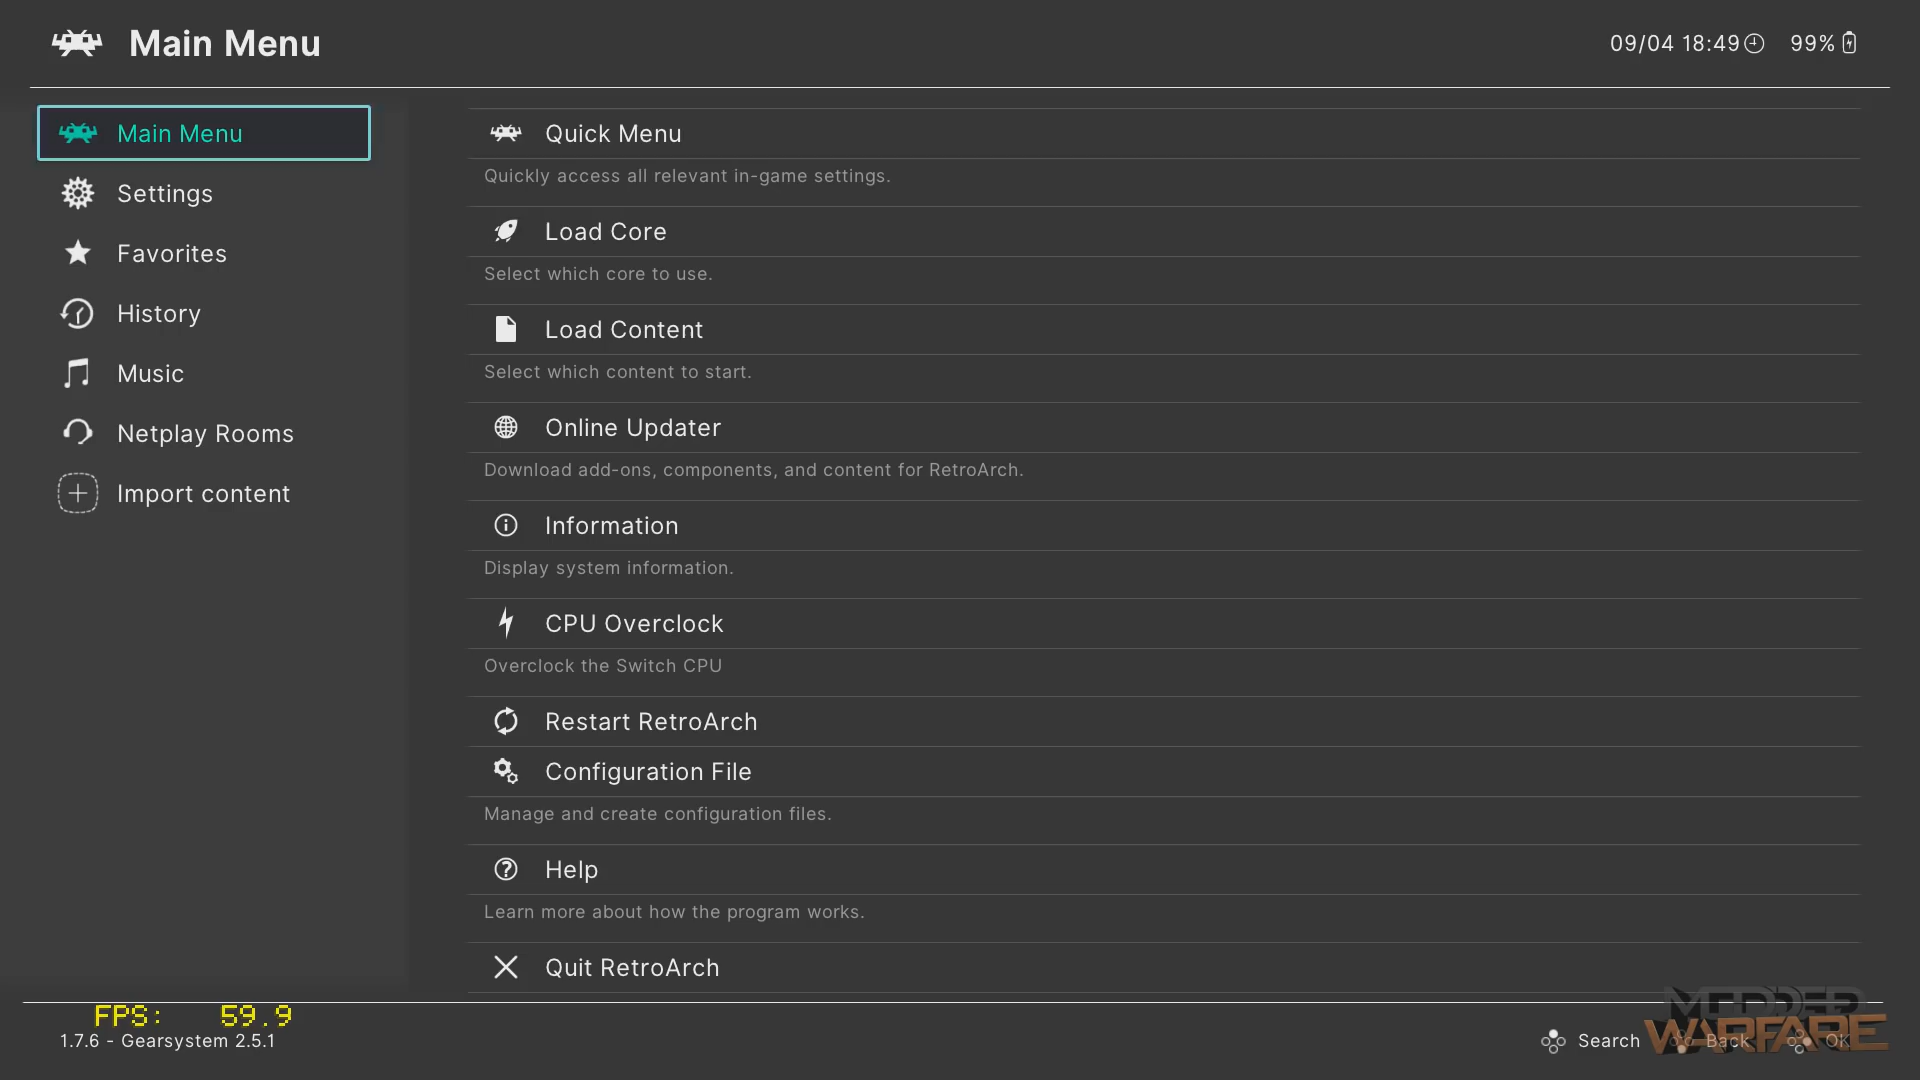 Main Menu
09/04 18:49 99%
Main Menu
Settings
Favorites
History
Music
Netplay Rooms
Import content
Quick Menu
Quickly access all relevant in-game settings.
Load Core
Select which core to use.
Load Content
Select which content to start.
Online Updater
Download add-ons, components, and content for RetroArch.
Information
Display system information.
CPU Overclock
Overclock the Switch CPU
Restart RetroArch
Configuration File
Manage and create configuration files.
Help
Learn more about how the program works.
Quit RetroArch
FPS: 59.9
1.7.6 - Gearsystem 2.5.1
Search Back OK
MODDED
WARFARE